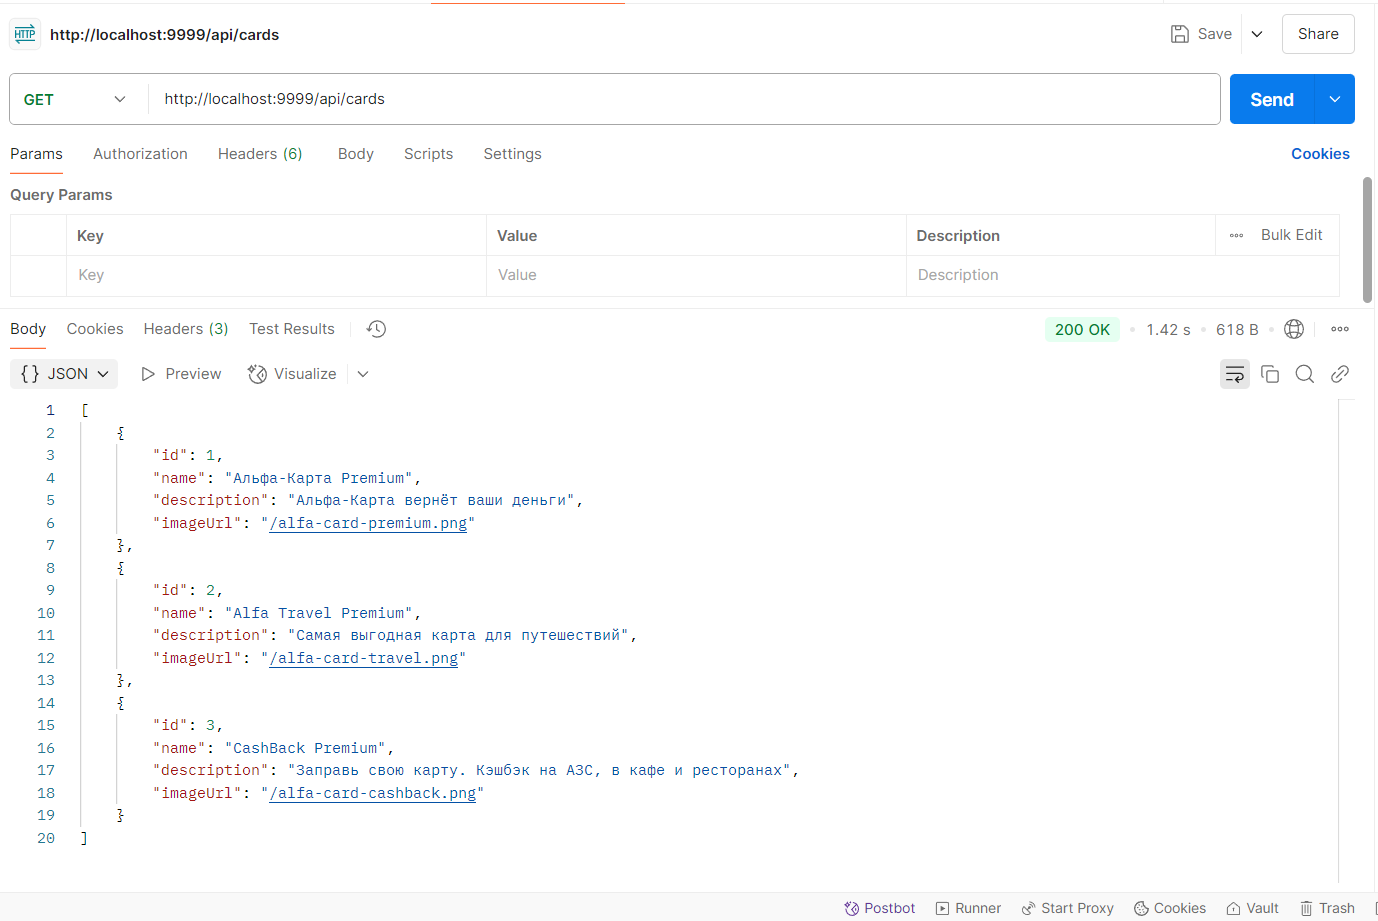 HTTP http://localhost:9999/api/cards Save Share
GET http://localhost:9999/api/cards Send
Params Authorization Headers (6) Body Scripts Settings Cookies
Query Params
Key Value Description Bulk Edit
Key Value Description
Body Cookies Headers (3) Test Results 200 OK 1.42 s 618 B
{} JSON Preview Visualize
1 [
2 {
3 "id": 1,
4 "name": "Альфа-Карта Premium",
5 "description": "Альфа-Карта вернёт ваши деньги",
6 "imageUrl": "/alfa-card-premium.png"
7 },
8 {
9 "id": 2,
10 "name": "Alfa Travel Premium",
11 "description": "Самая выгодная карта для путешествий",
12 "imageUrl": "/alfa-card-travel.png"
13 },
14 {
15 "id": 3,
16 "name": "CashBack Premium",
17 "description": "Заправь свою карту. Кэшбэк на АЗС, в кафе и ресторанах",
18 "imageUrl": "/alfa-card-cashback.png"
19 }
20 ]
Postbot Runner Start Proxy Cookies Vault Trash